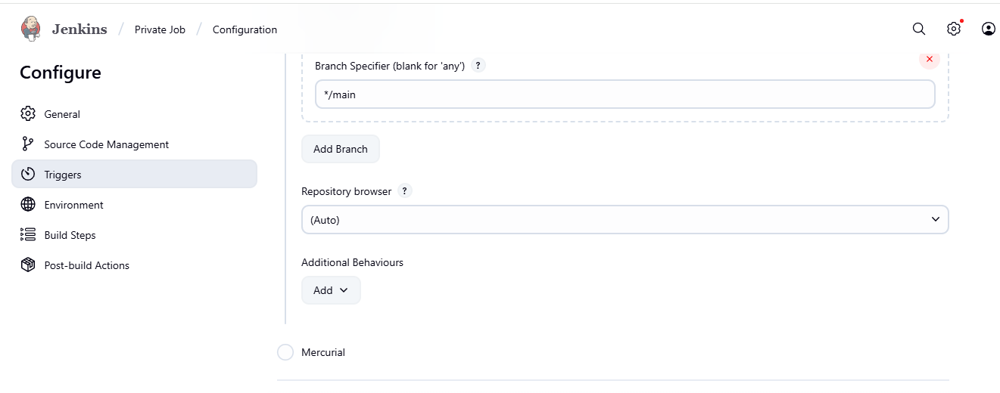 Jenkins / Private Job / Configuration
Configure
General
Source Code Management
Triggers
Environment
Build Steps
Post-build Actions
Branch Specifier (blank for 'any') ?
*/main
Add Branch
Repository browser ?
(Auto)
Additional Behaviours
Add
Mercurial